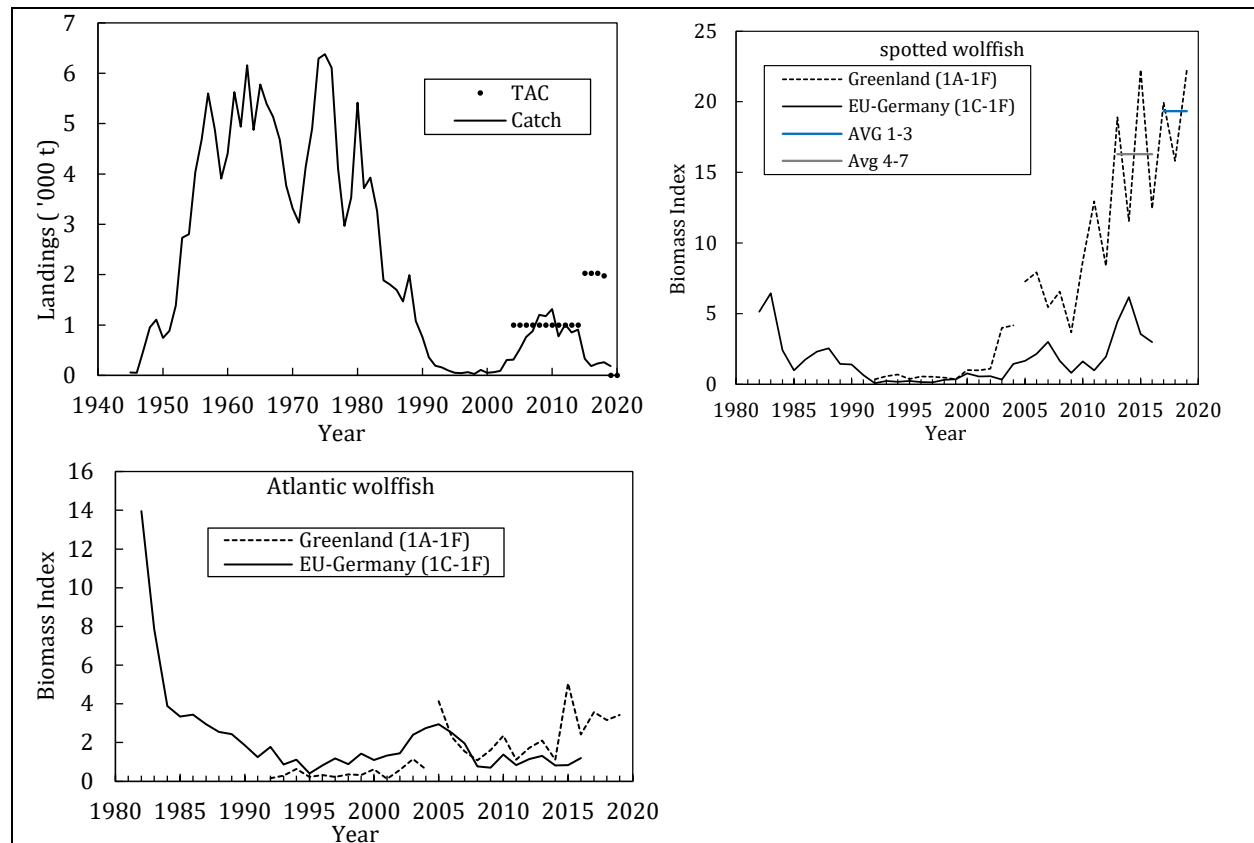 7
6
5
4
3
2
1
0
Landings ( '000 t)
TAC
Catch
1940 1950 1960 1970 1980 1990 2000 2010 2020
Year
25
20
15
10
5
0
Biomass Index
spotted wolffish
Greenland (1A-1F)
EU-Germany (1C-1F)
AVG 1-3
Avg 4-7
1980 1985 1990 1995 2000 2005 2010 2015 2020
Year
16
14
12
10
8
6
4
2
0
Biomass Index
Atlantic wolffish
Greenland (1A-1F)
EU-Germany (1C-1F)
1980 1985 1990 1995 2000 2005 2010 2015 2020
Year